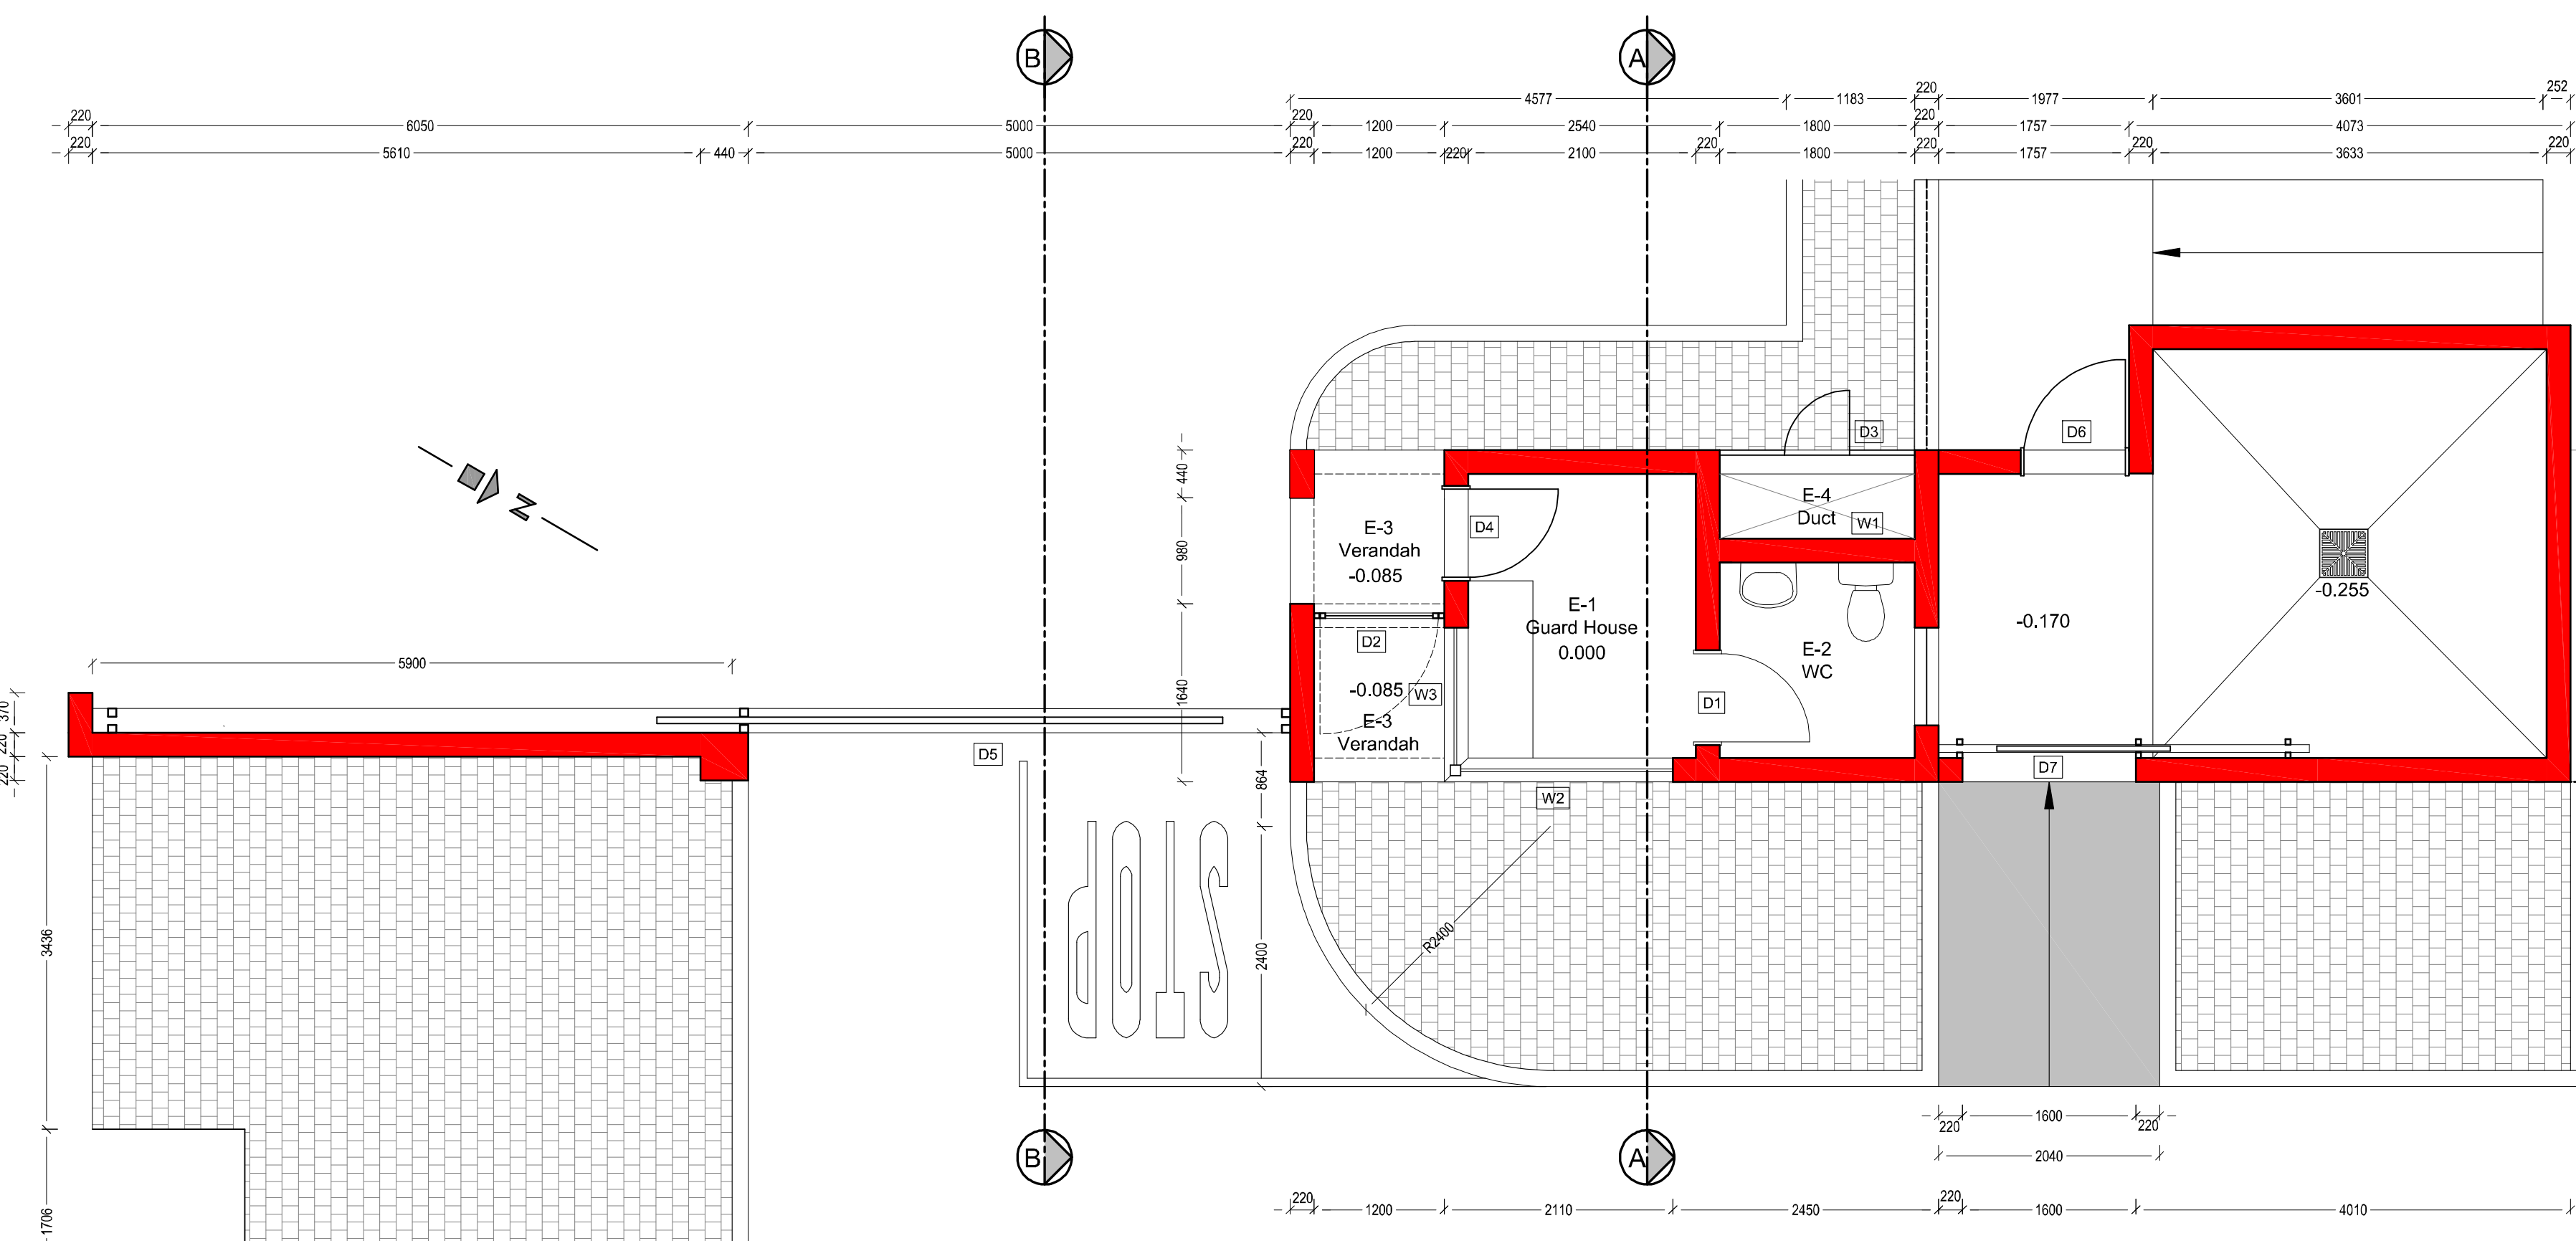 B
A
4577
1183
220
1977
3601
252
220
6050
5000
220
1200
2540
1800
220
1757
4073
220
5610
440
5000
220
1200
220
2100
220
1800
220
1757
220
3633
220
440
D3
D6
E-4
Duct
W1
N
980
E-3
Verandah
-0.085
D4
-0.255
E-1
Guard House
0.000
-0.170
5900
D2
E-2
WC
-0.085
W3
E-3
Verandah
1640
D1
370
220
220
D5
D7
864
W2
STOP
3436
2400
R2400
1600
220
220
2040
B
A
1706
220
1200
2110
2450
220
1600
4010